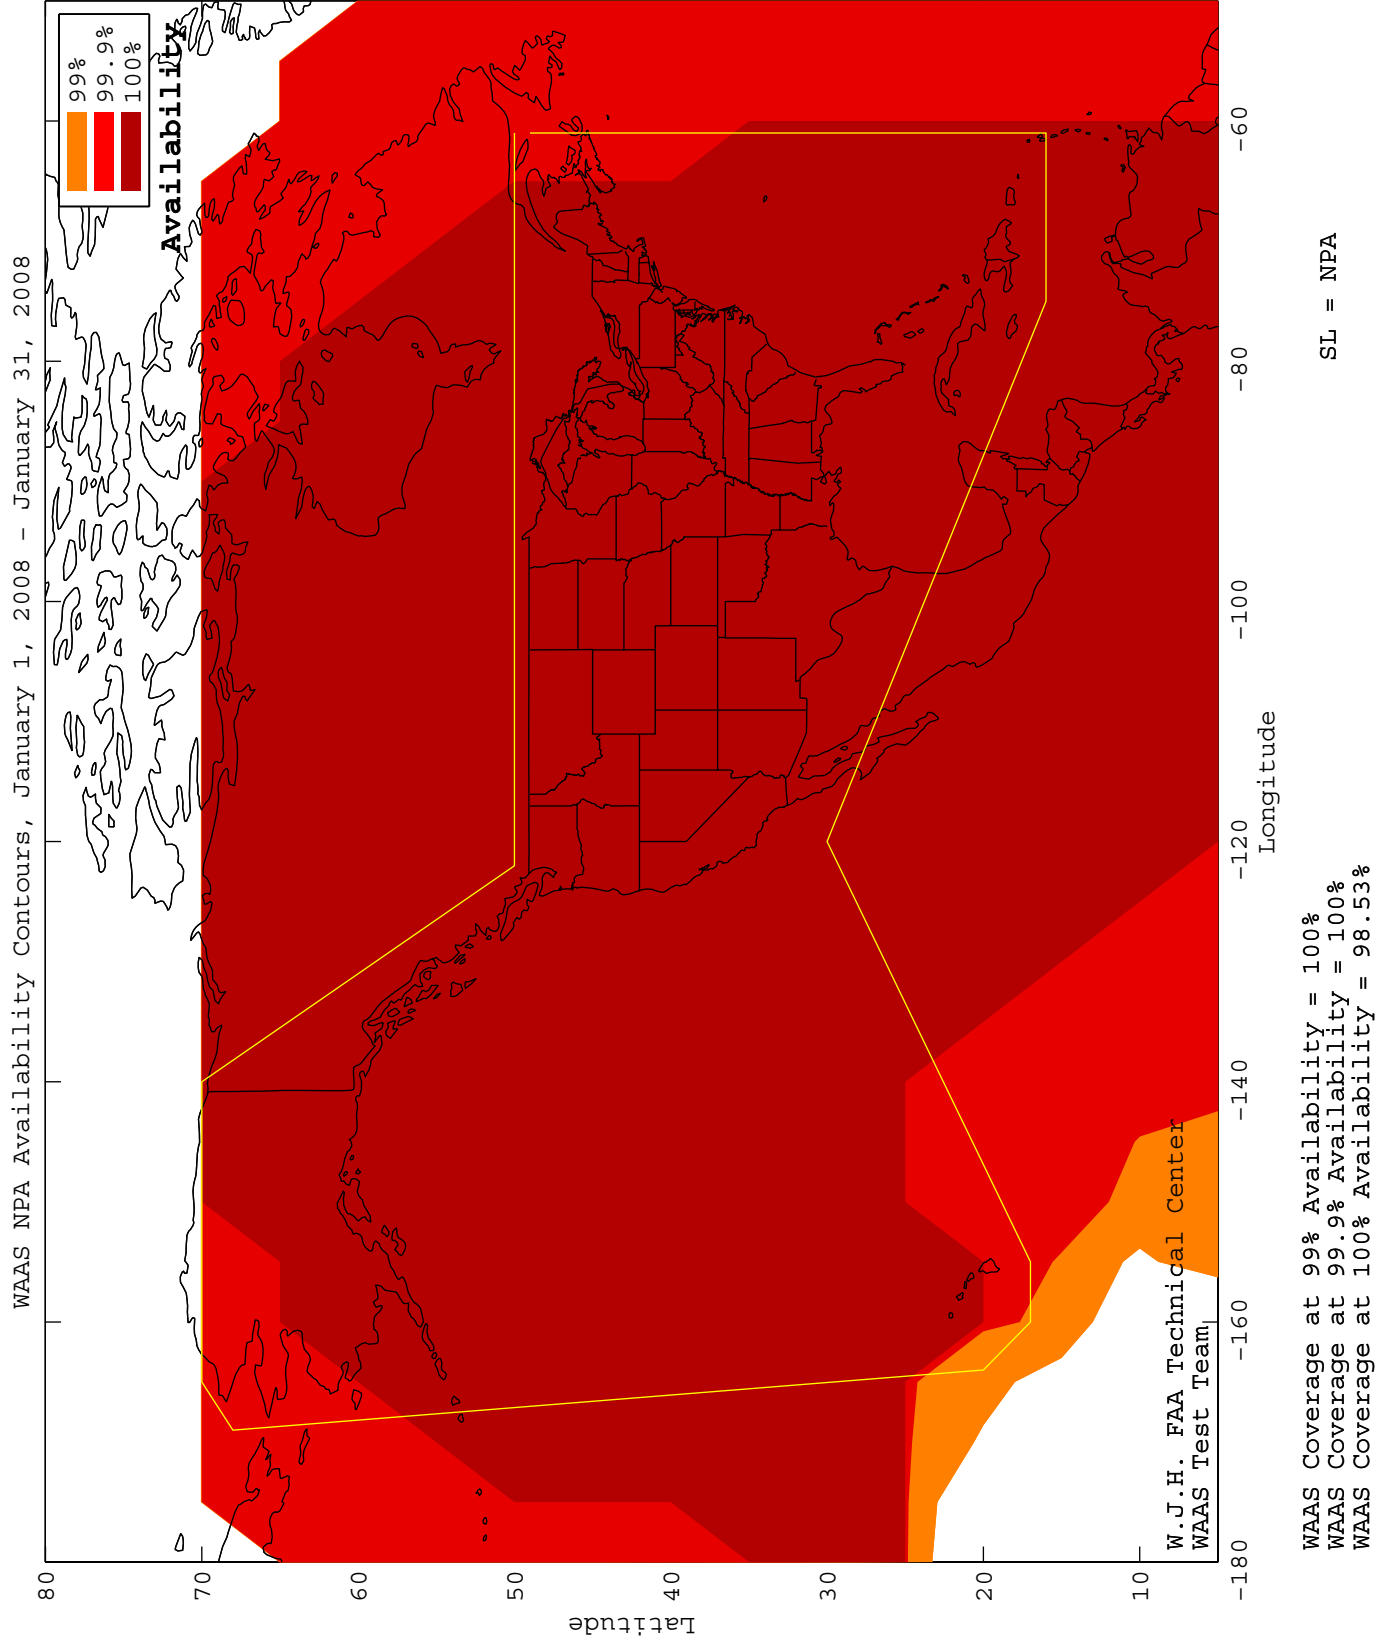 WAAS NPA Availability Contours, January 1, 2008 – January 31, 2008
99%
99.9%
100%
Availability
80
70
60
50
40
30
20
10
Latitude
-180
-160
-140
-120
-100
-80
-60
Longitude
W.J.H. FAA Technical Center
WAAS Test Team
SL = NPA
WAAS Coverage at 99% Availability = 100%
WAAS Coverage at 99.9% Availability = 100%
WAAS Coverage at 100% Availability = 98.53%